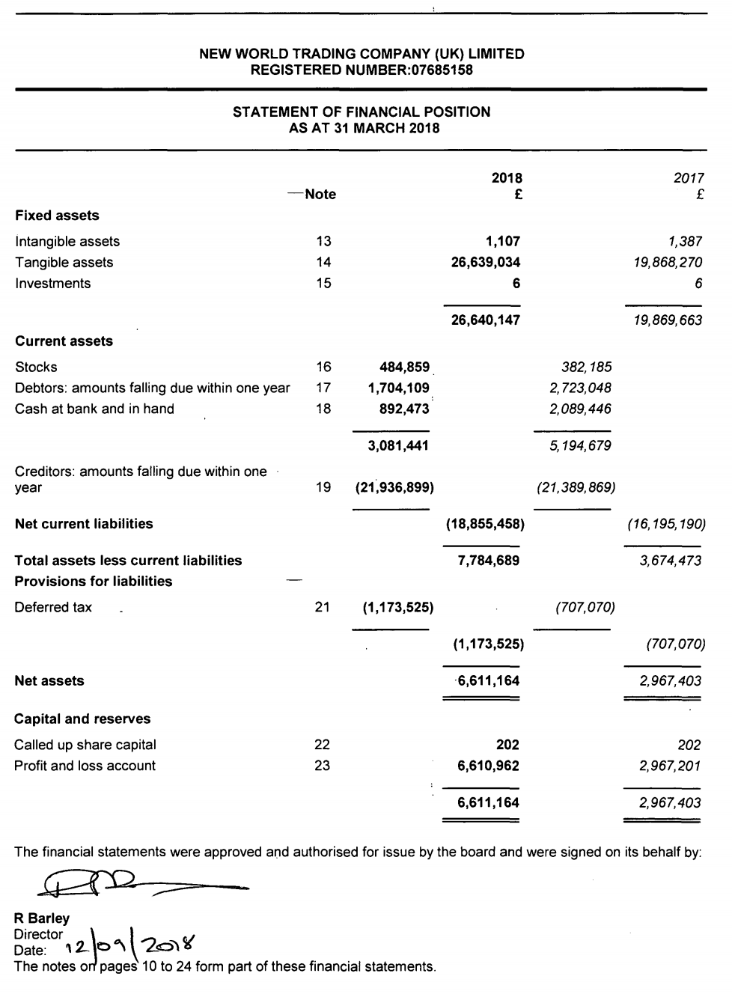 NEW WORLD TRADING COMPANY (UK) LIMITED
REGISTERED NUMBER:07685158
STATEMENT OF FINANCIAL POSITION
AS AT 31 MARCH 2018
2018 2017
Note £ £
Fixed assets
Intangible assets 13 1,107 1,387
Tangible assets 14 26,639,034 19,868,270
Investments 15 6 6
26,640,147 19,869,663
Current assets
Stocks 16 484,859 382,185
Debtors: amounts falling due within one year 17 1,704,109 2,723,048
Cash at bank and in hand 18 892,473 2,089,446
3,081,441 5,194,679
Creditors: amounts falling due within one
year 19 (21,936,899) (21,389,869)
Net current liabilities (18,855,458) (16,195,190)
Total assets less current liabilities 7,784,689 3,674,473
Provisions for liabilities
Deferred tax 21 (1,173,525) (707,070)
(1,173,525) (707,070)
Net assets 6,611,164 2,967,403
Capital and reserves
Called up share capital 22 202 202
Profit and loss account 23 6,610,962 2,967,201
6,611,164 2,967,403
The financial statements were approved and authorised for issue by the board and were signed on its behalf by:
R Barley
Director
Date: 12/09/2018
The notes on pages 10 to 24 form part of these financial statements.